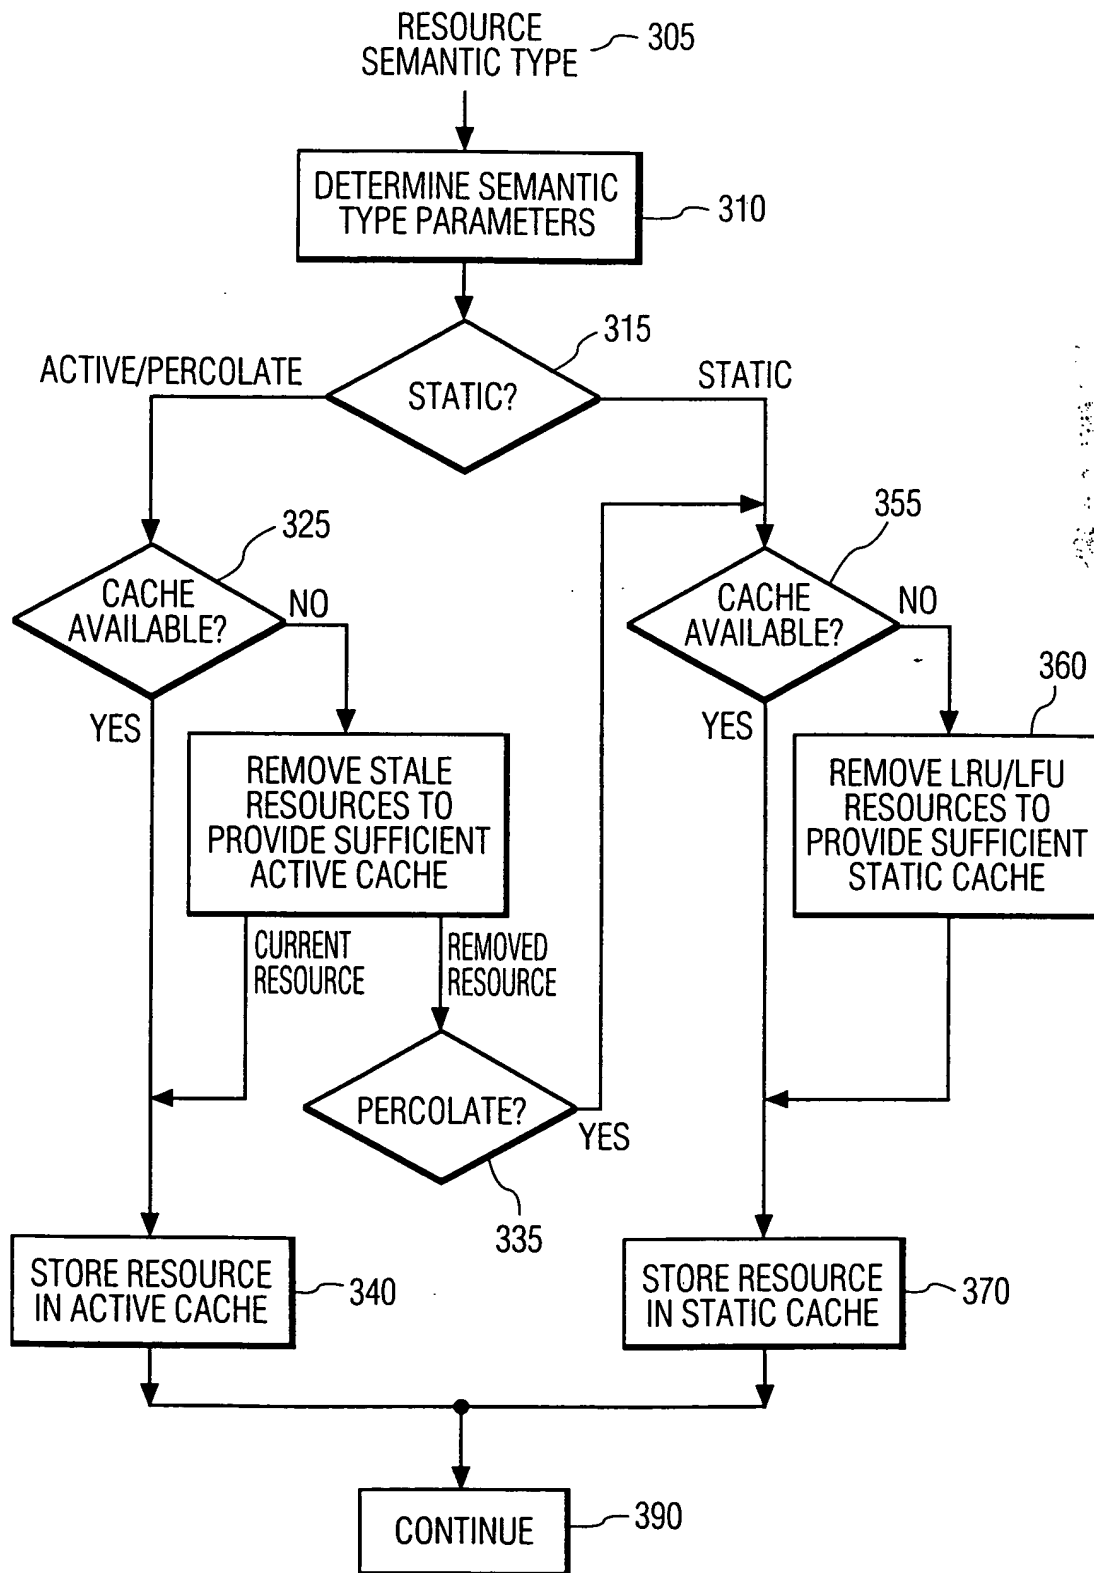 RESOURCE
SEMANTIC TYPE
305
DETERMINE SEMANTIC
TYPE PARAMETERS
310
315
ACTIVE/PERCOLATE
STATIC?
STATIC
325
CACHE
AVAILABLE?
NO
YES
355
CACHE
AVAILABLE?
NO
YES
360
REMOVE STALE
RESOURCES TO
PROVIDE SUFFICIENT
ACTIVE CACHE
REMOVE LRU/LFU
RESOURCES TO
PROVIDE SUFFICIENT
STATIC CACHE
CURRENT
RESOURCE
REMOVED
RESOURCE
PERCOLATE?
YES
335
STORE RESOURCE
IN ACTIVE CACHE
340
STORE RESOURCE
IN STATIC CACHE
370
CONTINUE
390